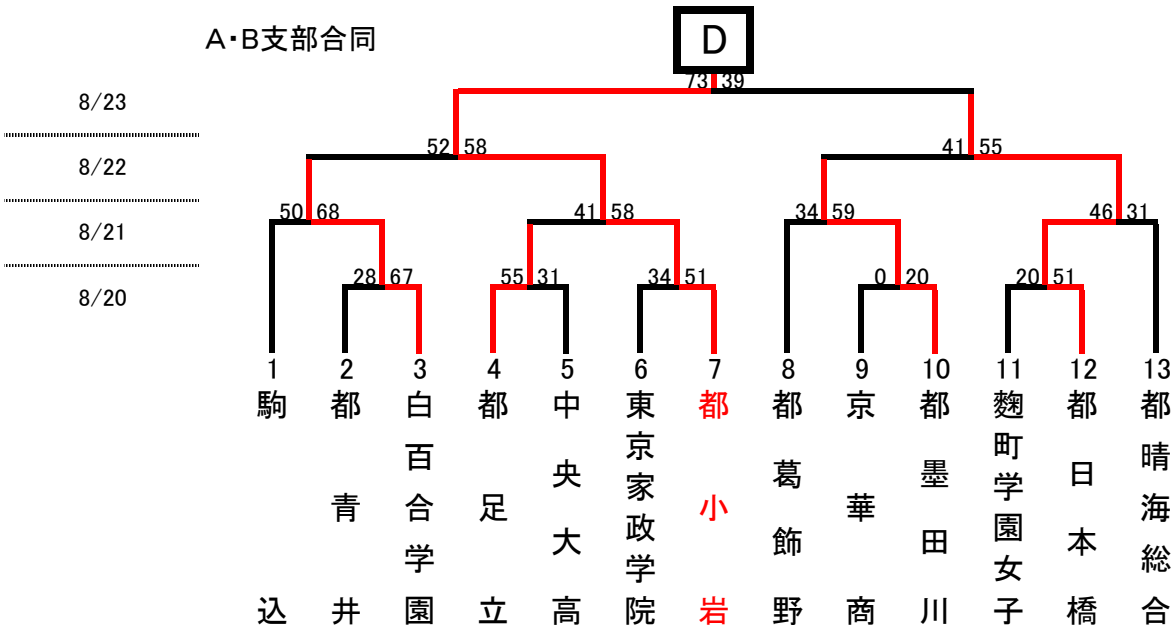 A・B支部合同
D
73 39
8/23
52 58
41 55
8/22
50 68
41 58
34 59
46 31
8/21
28 67
55 31
34 51
0 20
20 51
8/20
1 2 3 4 5 6 7 8 9 10 11 12 13
駒込
都青井
白百合学園
都足立
中央大高
東京家政学院
都小岩
都葛飾野
京華商
都墨田川
麴町学園女子
都日本橋
都晴海総合